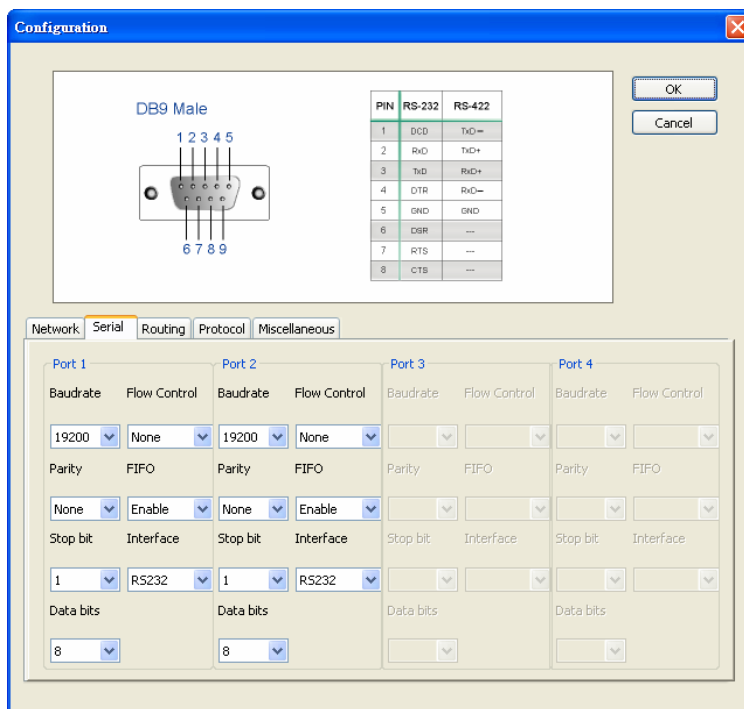 Configuration
DB9 Male
1 2 3 4 5
6 7 8 9
PIN RS-232 RS-422
1 DCD TxD-
2 RxD TxD+
3 TxD RxD+
4 DTR RxD-
5 GND GND
6 DSR ---
7 RTS ---
8 CTS ---
OK
Cancel
Network Serial Routing Protocol Miscellaneous
Port 1 Port 2 Port 3 Port 4
Baudrate Flow Control Baudrate Flow Control Baudrate Flow Control Baudrate Flow Control
19200 None 19200 None
Parity FIFO Parity FIFO Parity FIFO Parity FIFO
None Enable None Enable
Stop bit Interface Stop bit Interface Stop bit Interface Stop bit Interface
1 RS232 1 RS232
Data bits Data bits Data bits Data bits
8 8